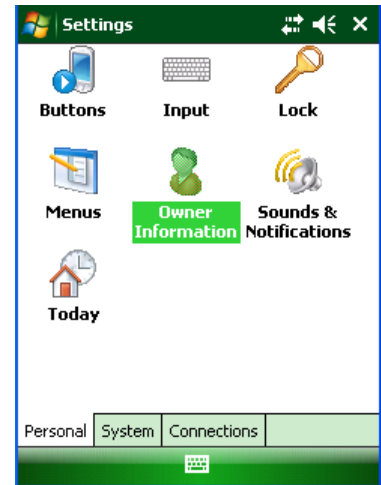 Settings
Buttons Input Lock
Menus Owner Information Sounds & Notifications
Today
Personal System Connections